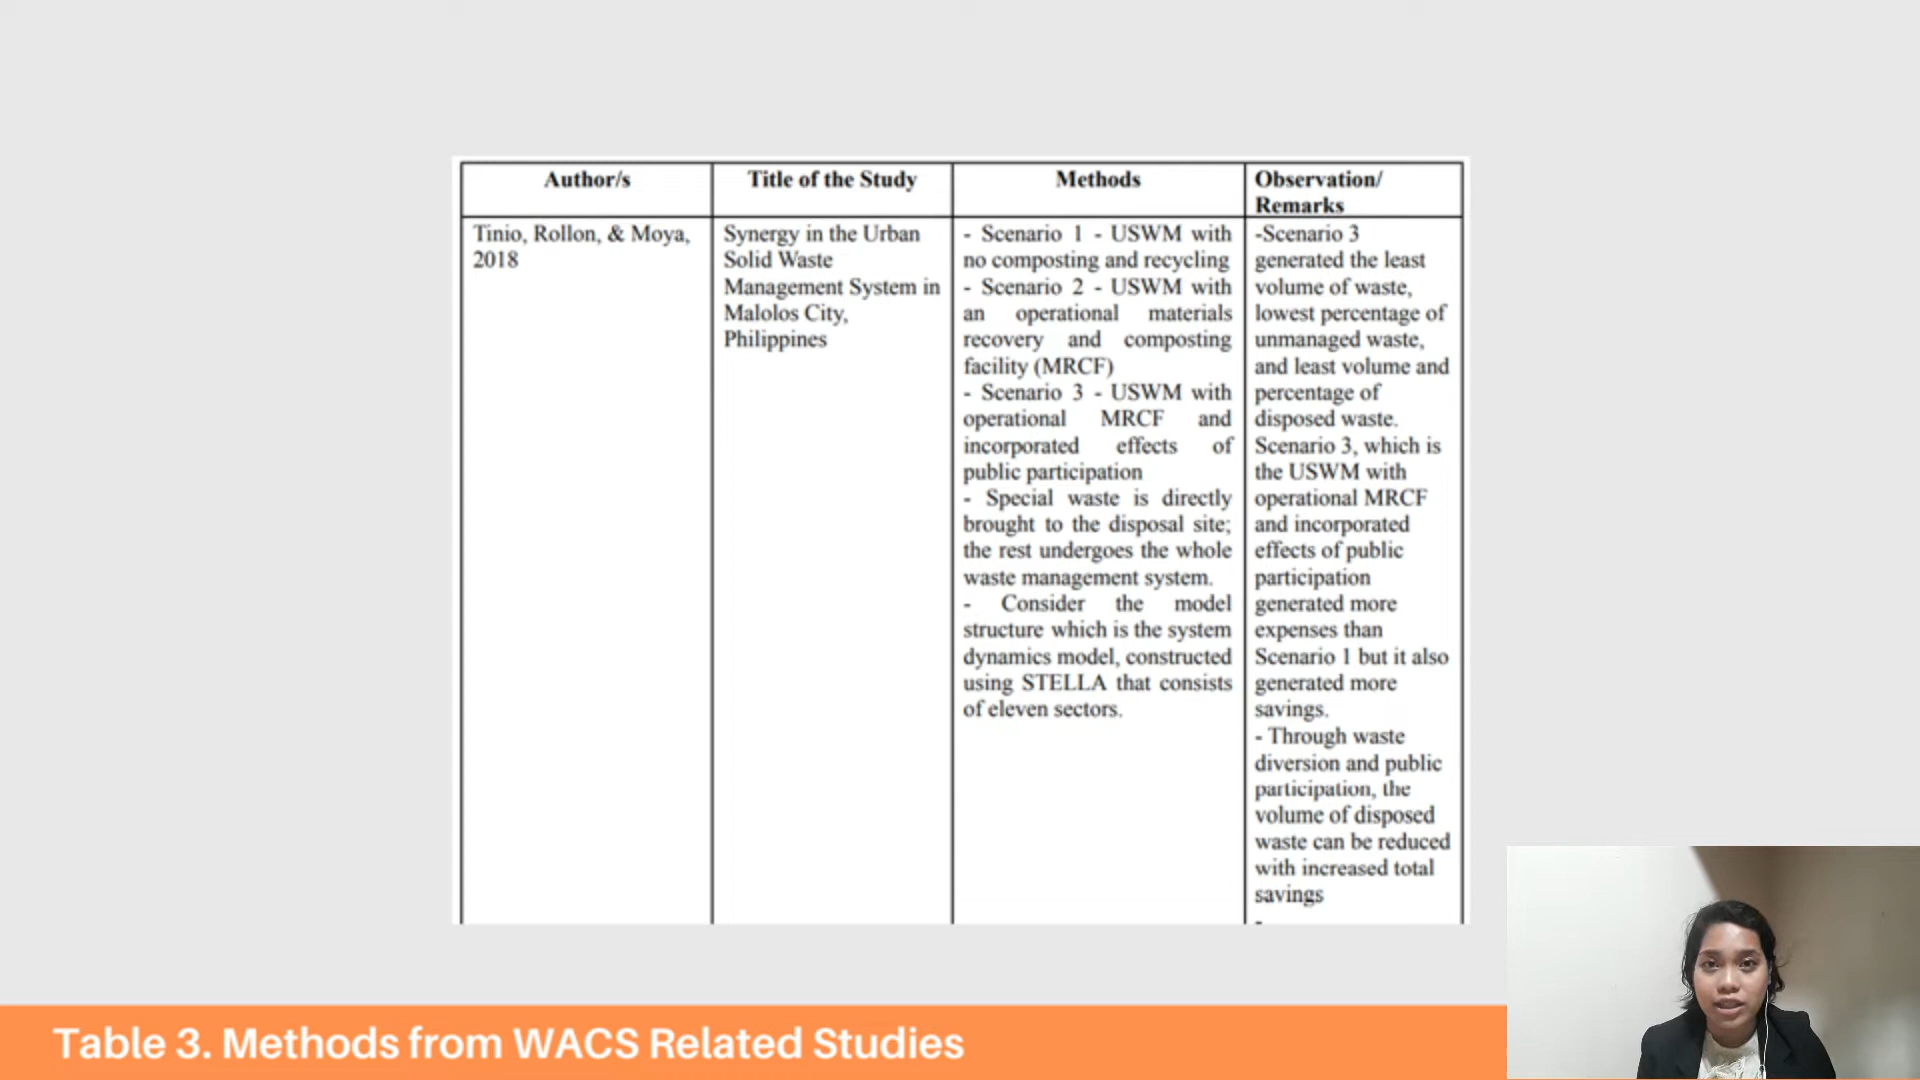 Author/s
Title of the Study
Methods
Observation/
Remarks
Tinio, Rollon, & Moya,
2018
Synergy in the Urban
Solid Waste
Management System in
Malolos City,
Philippines
- Scenario 1 - USWM with
no composting and recycling
- Scenario 2 - USWM with
an operational materials
recovery and composting
facility (MRCF)
- Scenario 3 - USWM with
operational MRCF and
incorporated effects of
public participation
- Special waste is directly
brought to the disposal site;
the rest undergoes the whole
waste management system.
- Consider the model
structure which is the system
dynamics model, constructed
using STELLA that consists
of eleven sectors.
-Scenario 3
generated the least
volume of waste,
lowest percentage of
unmanaged waste,
and least volume and
percentage of
disposed waste.
Scenario 3, which is
the USWM with
operational MRCF
and incorporated
effects of public
participation
generated more
expenses than
Scenario 1 but it also
generated more
savings.
- Through waste
diversion and public
participation, the
volume of disposed
waste can be reduced
with increased total
savings
-
Table 3. Methods from WACS Related Studies